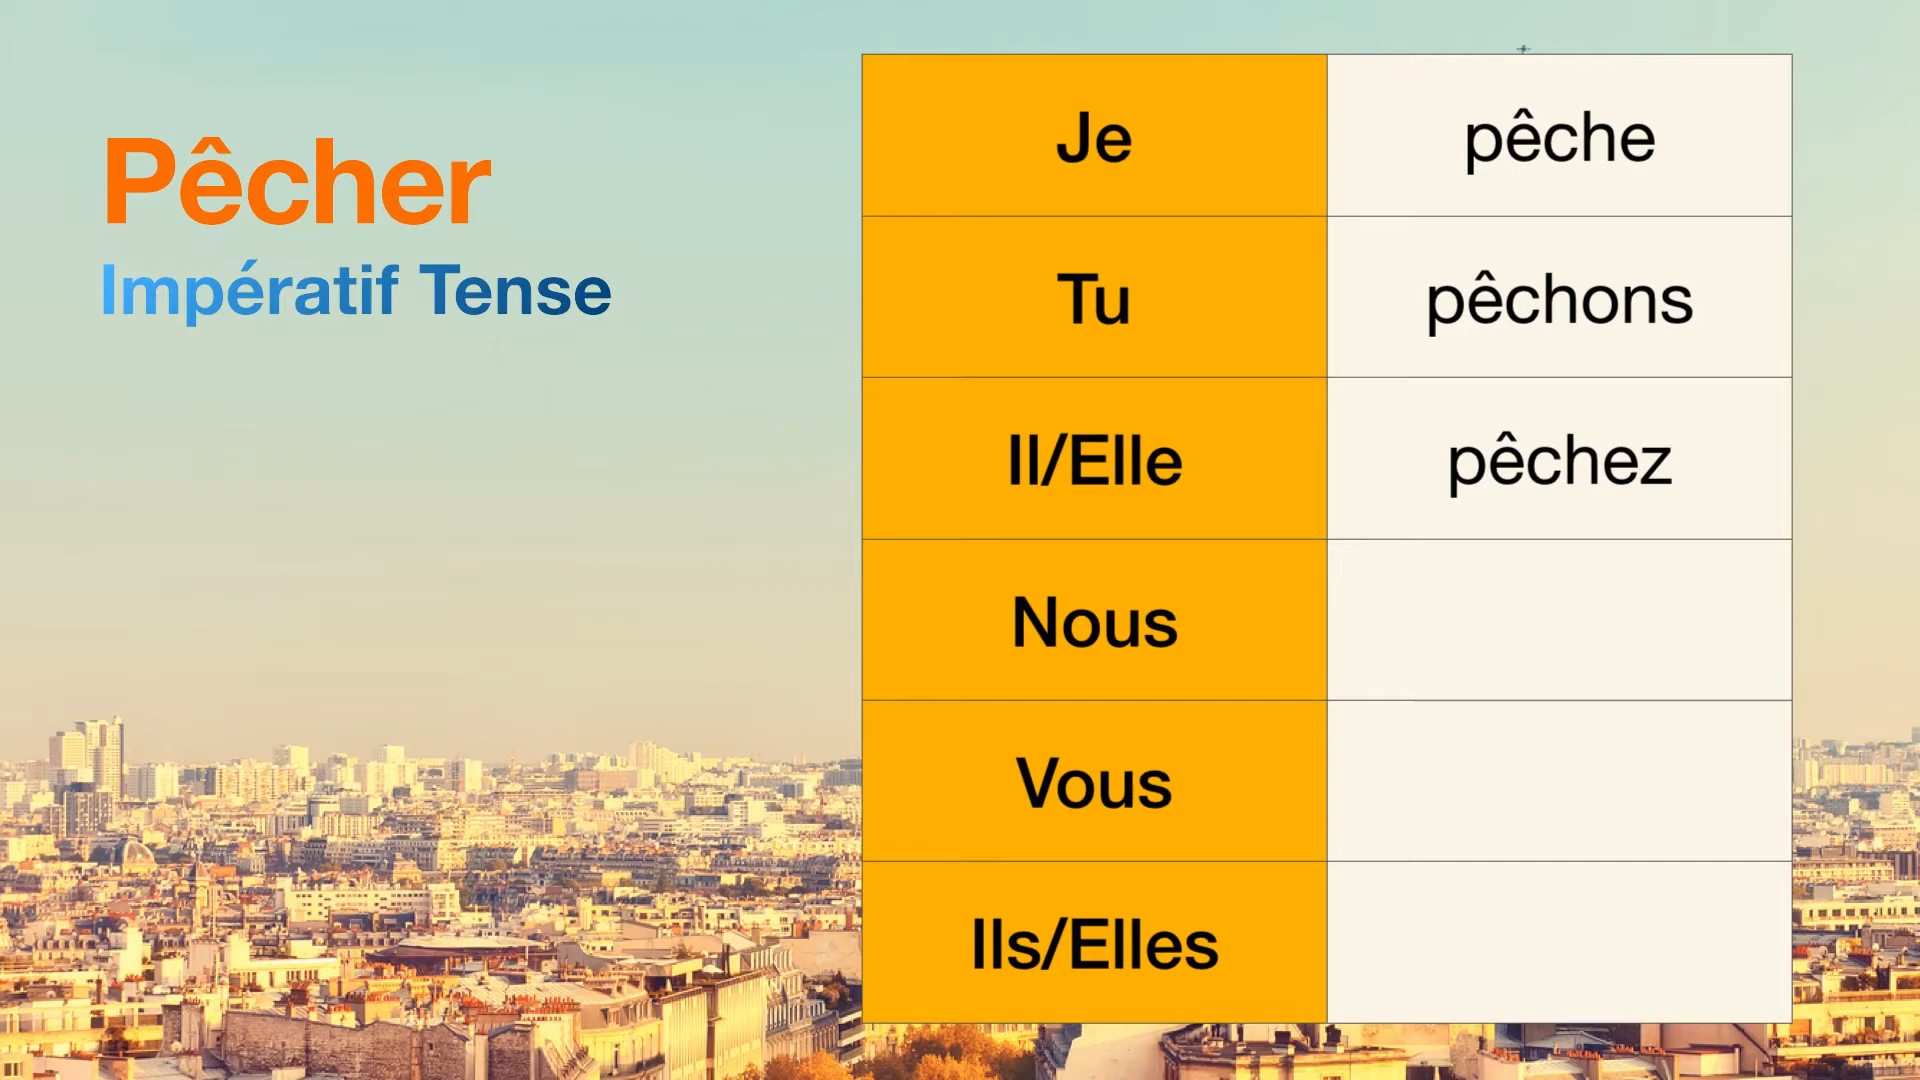 Pêcher
Impératif Tense
Je pêche
Tu pêchons
Il/Elle pêchez
Nous
Vous
Ils/Elles